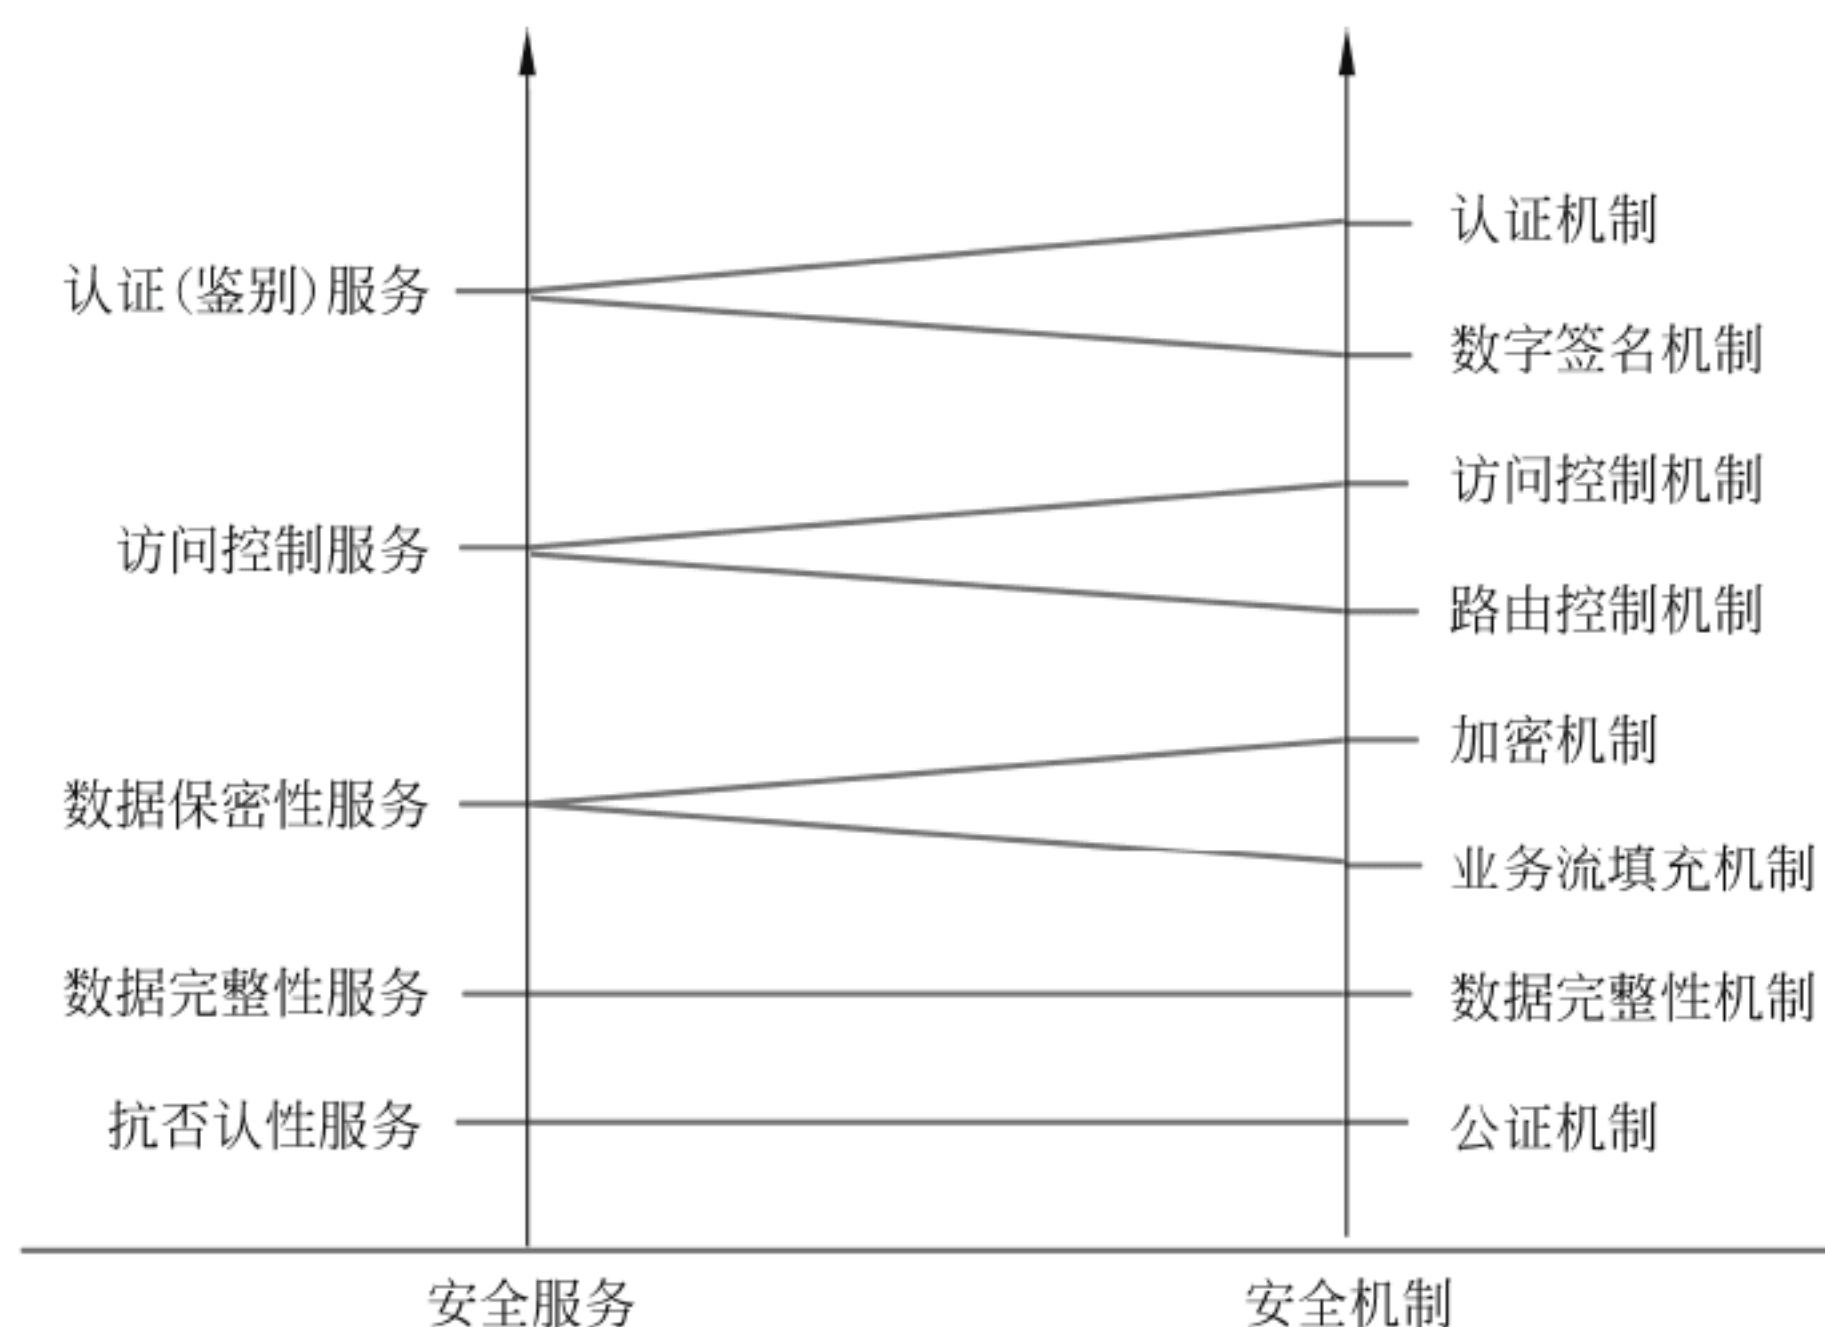 认证机制
认证(鉴别)服务
数字签名机制
访问控制机制
访问控制服务
路由控制机制
加密机制
数据保密性服务
业务流填充机制
数据完整性服务
数据完整性机制
抗否认性服务
公证机制
安全服务
安全机制